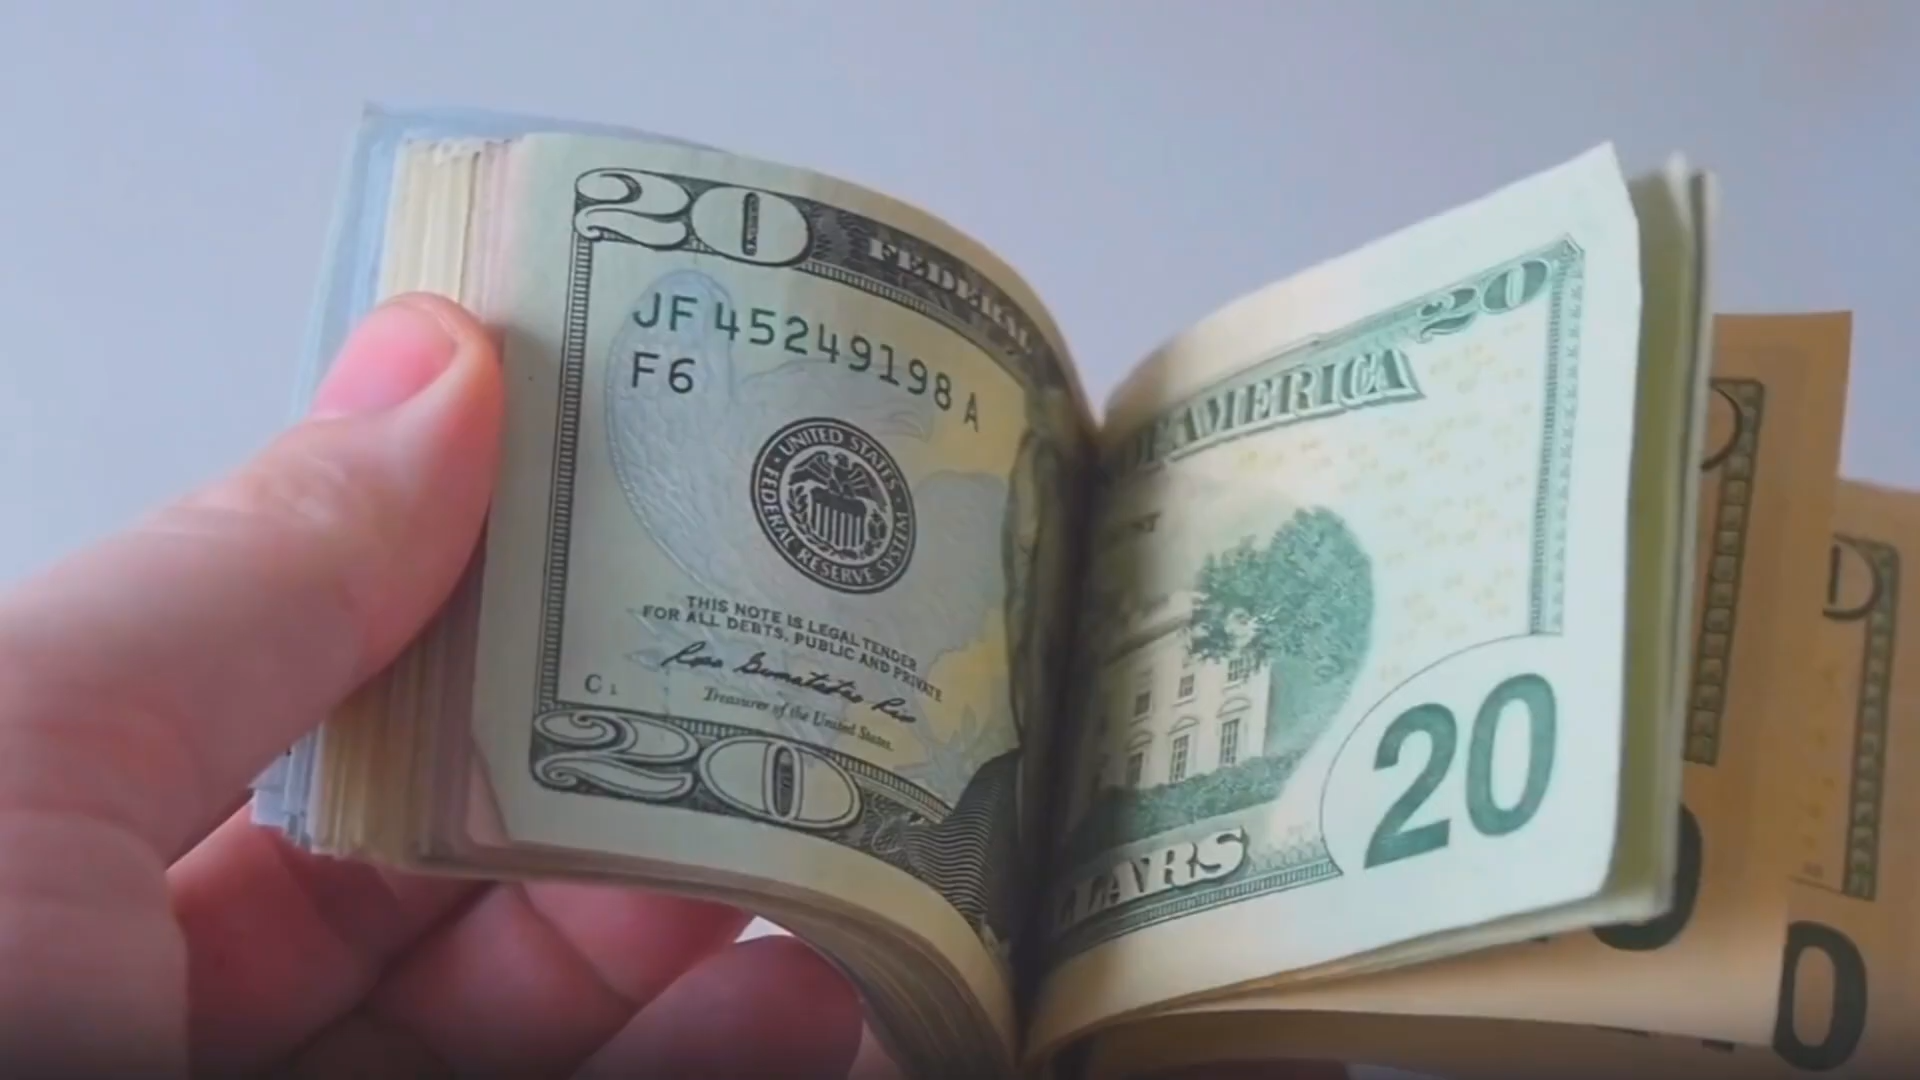 20
FEDERAL
JF 45249198 A
F6
UNITED STATES
FEDERAL RESERVE SYSTEM
THIS NOTE IS LEGAL TENDER
FOR ALL DEBTS, PUBLIC AND PRIVATE
Treasurer of the United States.
20
20
OF AMERICA
20